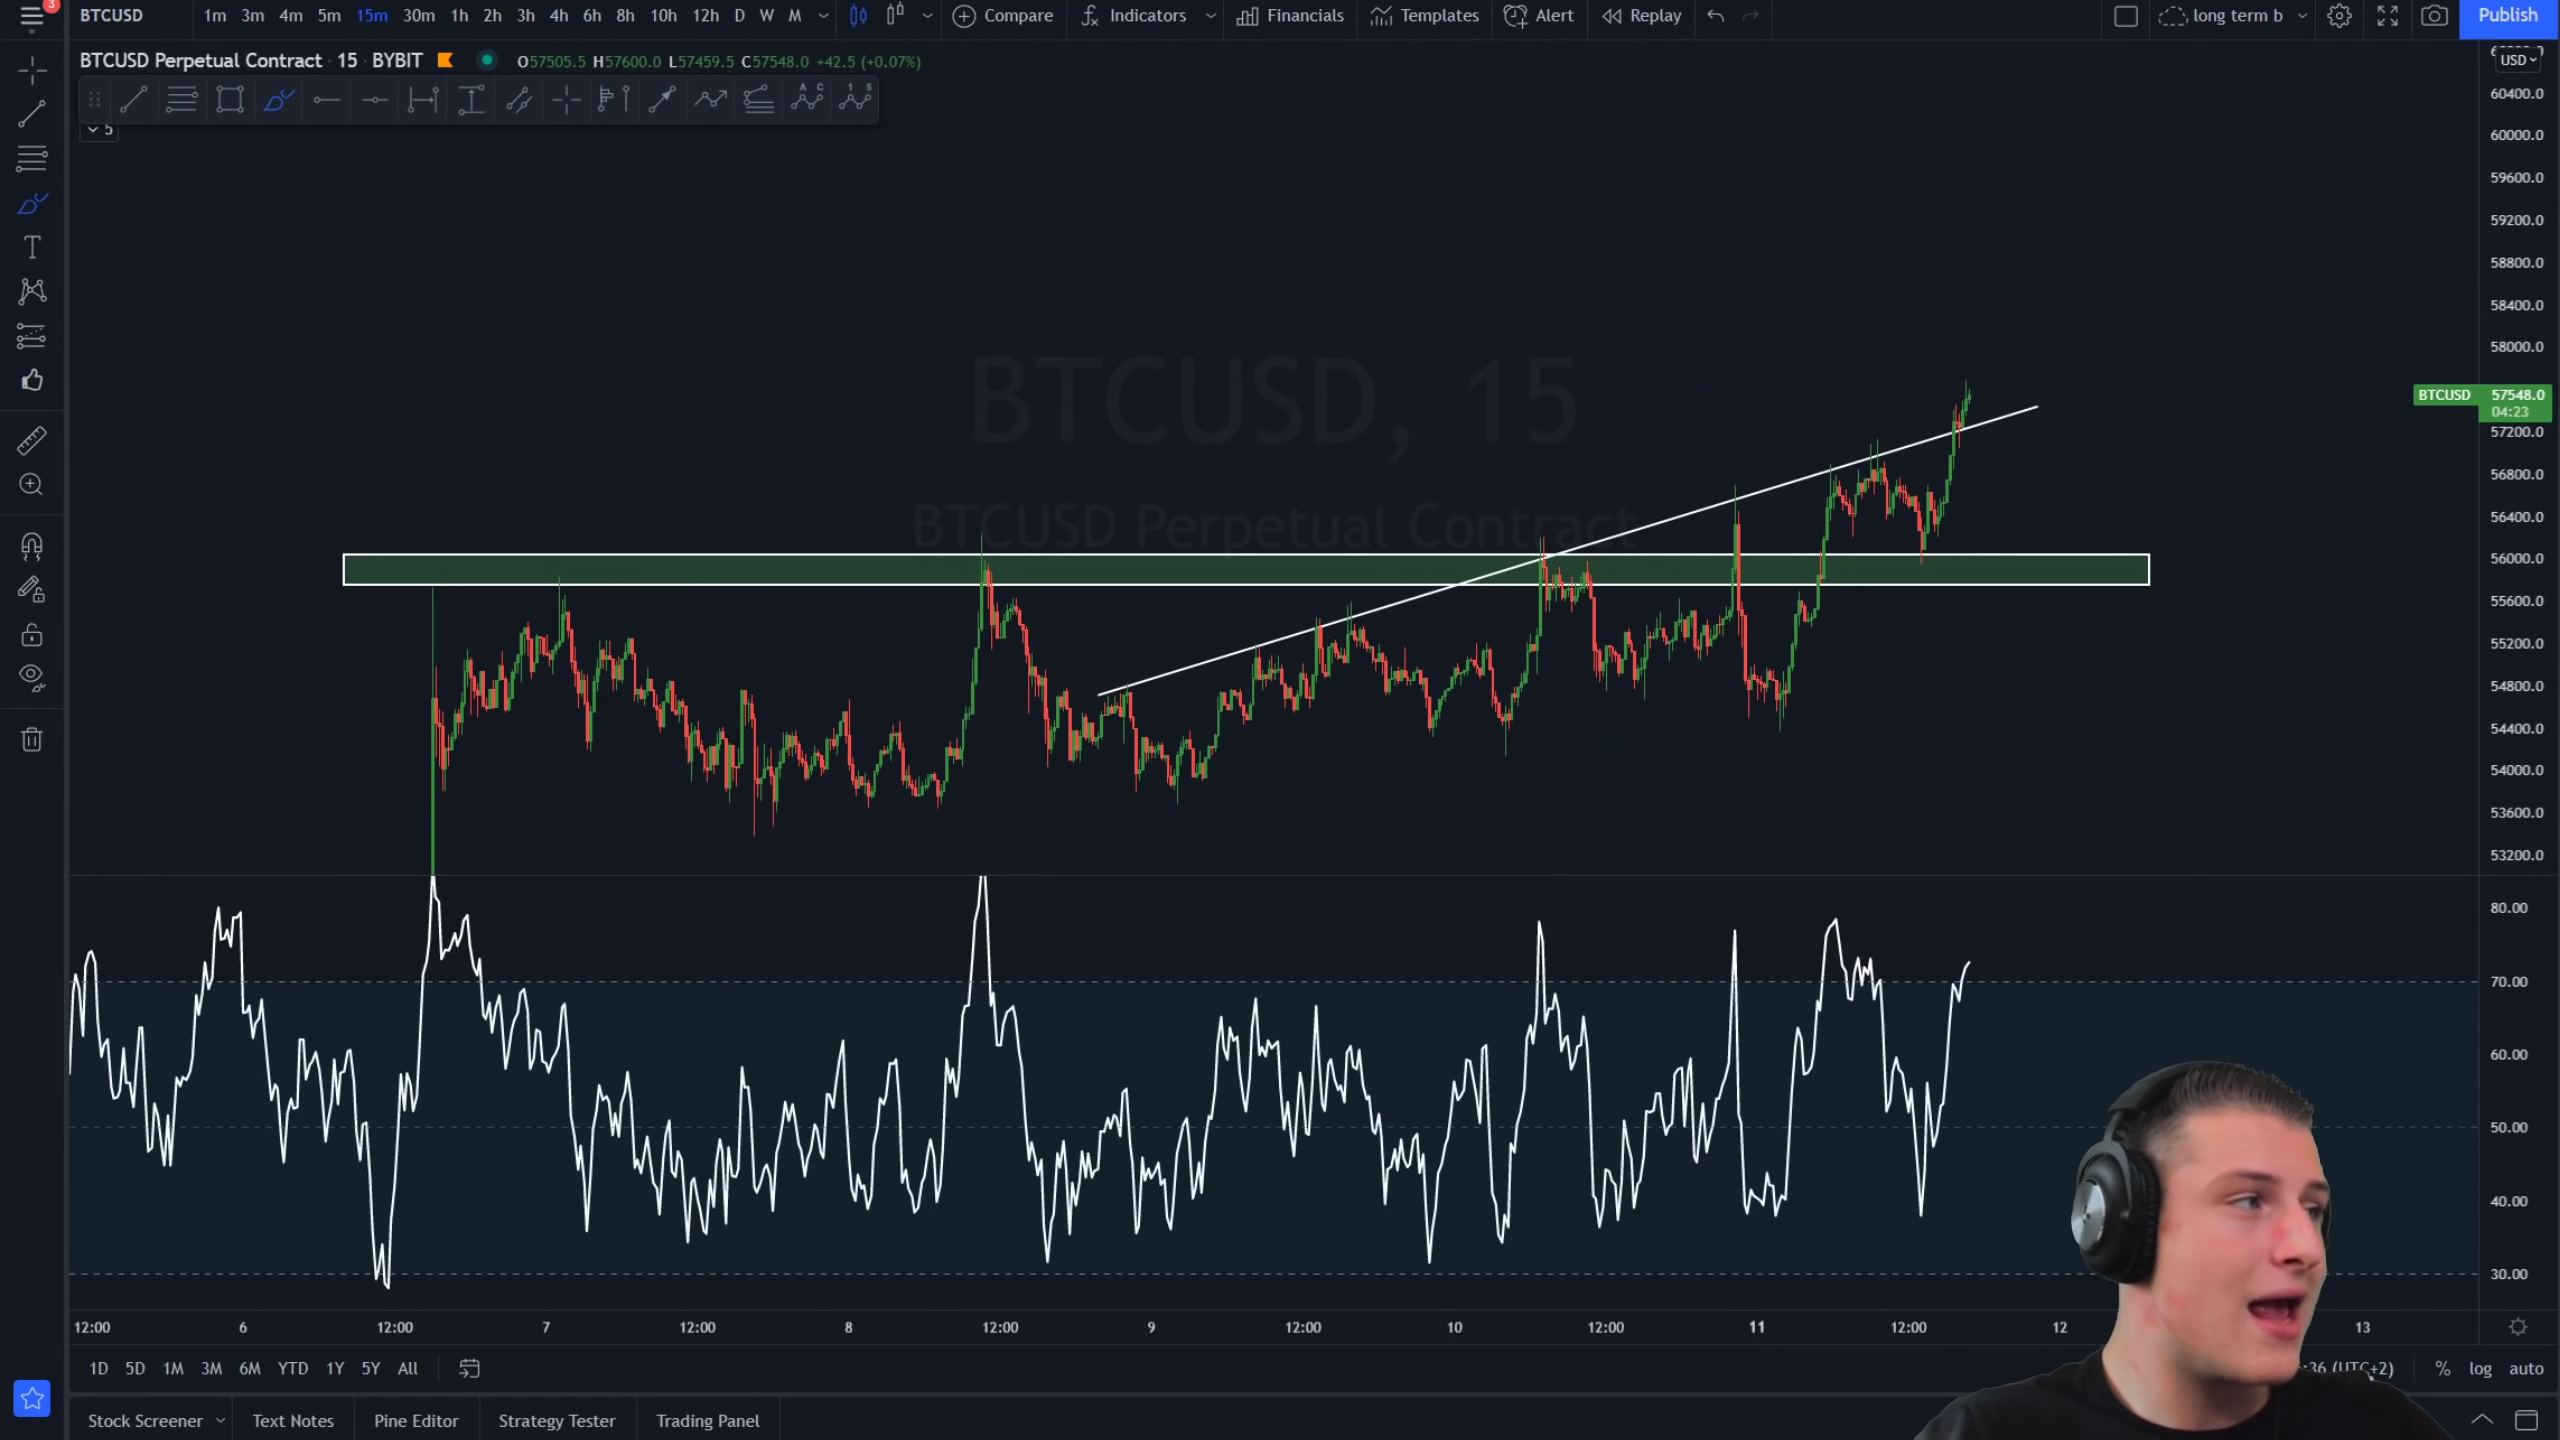 3
BTCUSD 1m 3m 4m 5m 15m 30m 1h 2h 3h 4h 6h 8h 10h 12h D W M Compare Indicators Financials Templates Alert Replay long term b Publish
BTCUSD Perpetual Contract · 15 · BYBIT O57505.5 H57600.0 L57459.5 C57548.0 +42.5 (+0.07%)
USD
A C 1 5
5
60400.0
60000.0
59600.0
59200.0
58800.0
58400.0
58000.0
BTCUSD, 15
BTCUSD Perpetual Contract
BTCUSD 57548.0
04:23
57200.0
56800.0
56400.0
56000.0
55600.0
55200.0
54800.0
54400.0
54000.0
53600.0
53200.0
80.00
70.00
60.00
50.00
40.00
30.00
12:00 6 12:00 7 12:00 8 12:00 9 12:00 10 12:00 11 12:00 12 13
1D 5D 1M 3M 6M YTD 1Y 5Y All :36 (UTC+2) % log auto
Stock Screener Text Notes Pine Editor Strategy Tester Trading Panel